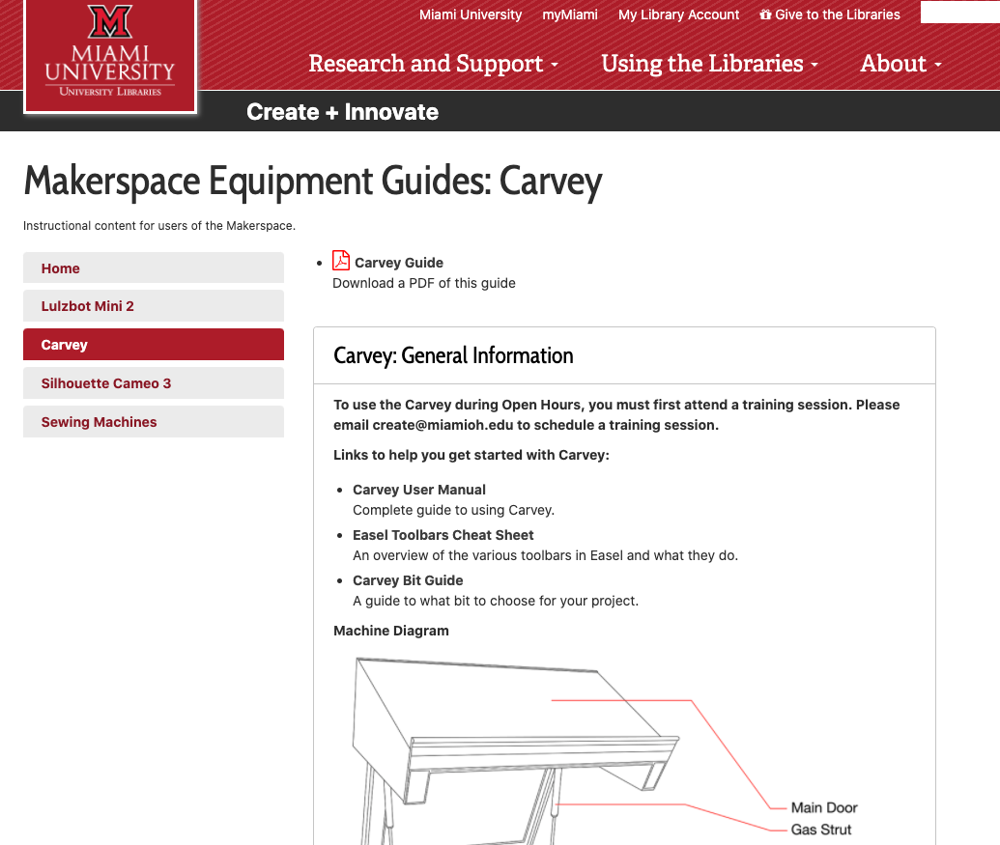 Miami University myMiami My Library Account Give to the Libraries
M
MIAMI
UNIVERSITY
UNIVERSITY LIBRARIES
Research and Support Using the Libraries About
Create + Innovate
Makerspace Equipment Guides: Carvey
Instructional content for users of the Makerspace.
Home
Lulzbot Mini 2
Carvey
Silhouette Cameo 3
Sewing Machines
Carvey Guide
Download a PDF of this guide
Carvey: General Information
To use the Carvey during Open Hours, you must first attend a training session. Please
email create@miamioh.edu to schedule a training session.
Links to help you get started with Carvey:
Carvey User Manual
Complete guide to using Carvey.
Easel Toolbars Cheat Sheet
An overview of the various toolbars in Easel and what they do.
Carvey Bit Guide
A guide to what bit to choose for your project.
Machine Diagram
Main Door
Gas Strut